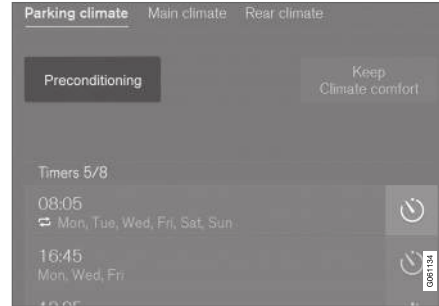 Parking climate Main climate Rear climate
Preconditioning
Keep
Climate comfort
Timers 5/8
08:05
Mon, Tue, Wed, Fri, Sat, Sun
16:45
Mon, Wed, Fri
G061134